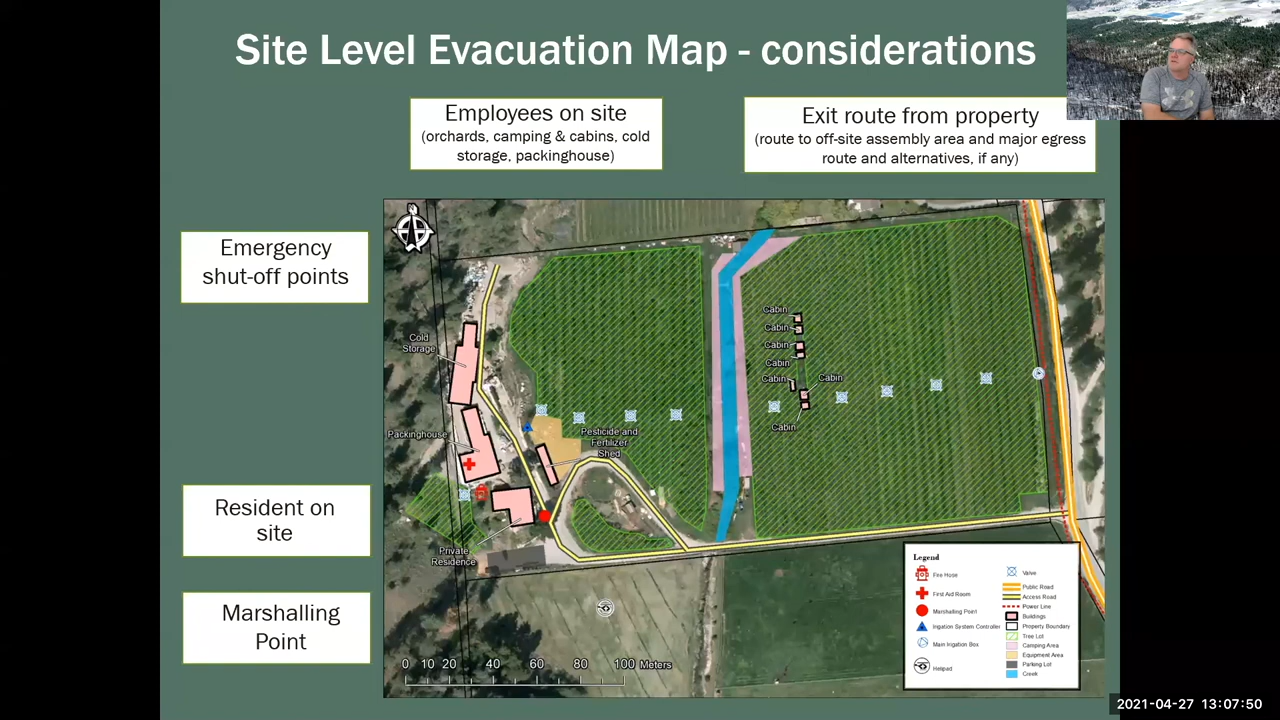 Site Level Evacuation Map - considerations
Employees on site
(orchards, camping & cabins, cold
storage, packinghouse)
Exit route from property
(route to off-site assembly area and major egress
route and alternatives, if any)
Emergency
shut-off points
Resident on
site
Marshalling
Point
N
Cold
Storage
Packinghouse
Private
Residence
Pesticide and
Fertilizer
Shed
Cabin
Cabin
Cabin
Cabin
Cabin
Cabin
Cabin
0 10 20 40 60 80 100 Meters
Legend
Fire Hose
First Aid Room
Marshalling Point
Irrigation System Controller
Main Irrigation Box
Helipad
Valve
Public Road
Access Road
Power Line
Buildings
Property Boundary
Tree Lot
Camping Area
Equipment Area
Parking Lot
Creek
2021-04-27 13:07:50